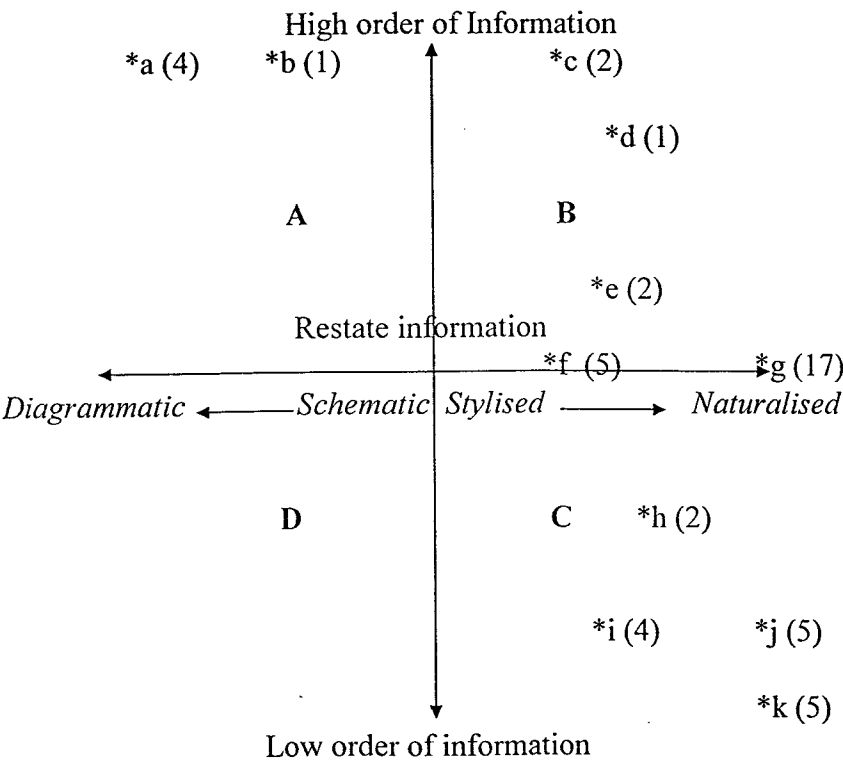 High order of Information
*a (4) *b (1) *c (2)
*d (1)
A B
*e (2)
Restate information
*f (5) *g (17)
Diagrammatic Schematic Stylised Naturalised
D C *h (2)
*i (4) *j (5)
*k (5)
Low order of information